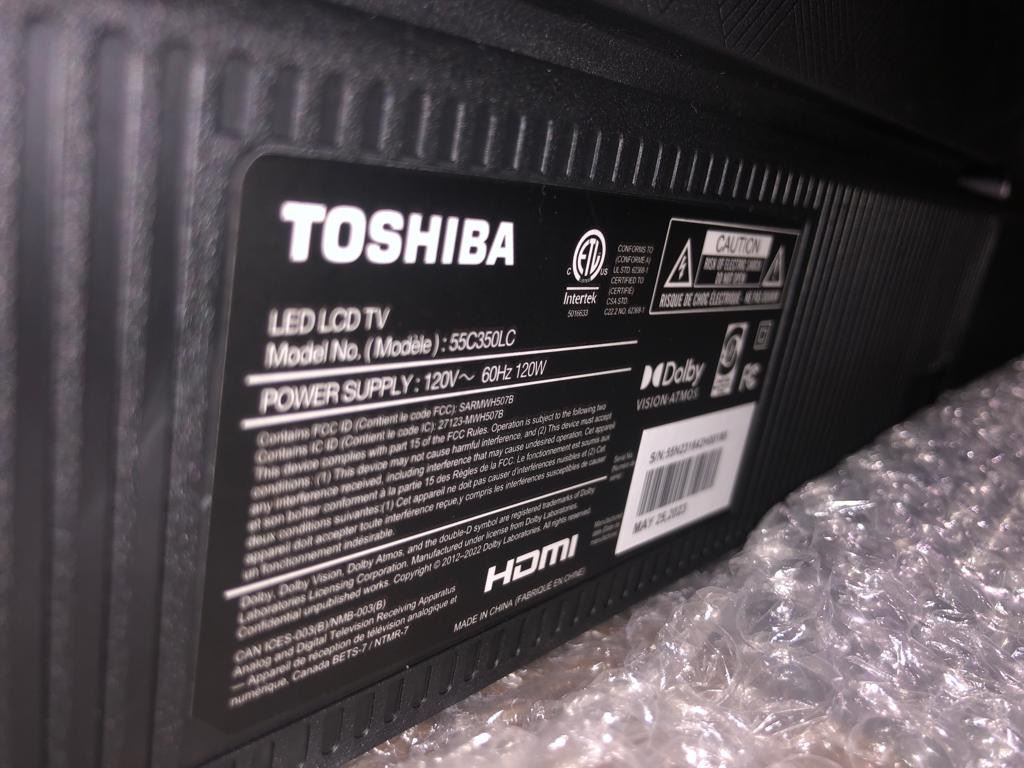 TOSHIBA
LED LCD TV
Model No. (Modèle) : 55C350LC
POWER SUPPLY : 120V~ 60Hz 120W
Contains FCC ID (Contient le code FCC): SARMWH507B
Contains IC ID (Contient le code IC): 27123-MWH507B
This device complies with part 15 of the FCC Rules. Operation is subject to the following two
conditions: (1) This device may not cause harmful interference, and (2) This device must accept
any interference received, including interference that may cause undesired operation. Cet appareil
et son boîtier conforment à la partie 15 des Règles de la FCC. Le fonctionnement est soumis aux
deux conditions suivantes:(1) Cet appareil ne doit pas causer d'interférences nuisibles et (2) Cet
appareil doit accepter toute interférence reçue,y compris les interférences susceptibles de causer
un fonctionnement indésirable.
Dolby, Dolby Vision, Dolby Atmos, and the double-D symbol are registered trademarks of Dolby
Laboratories Licensing Corporation. Manufactured under license from Dolby Laboratories.
Confidential unpublished works. Copyright © 2012–2022 Dolby Laboratories. All rights reserved.
CAN ICES-003(B)/NMB-003(B)
Analog and Digital Television Receiving Apparatus
— Appareil de réception de télévision analogique et
numérique, Canada BETS-7 / NTMR-7
HDMI
MADE IN CHINA (FABRIQUÉ EN CHINE)
C ETL US
Intertek
5016633
CONFORMS TO
(CONFORME A)
UL STD. 62368-1
CERTIFIED TO
(CERTIFIÉ)
CSA STD.
C22.2 NO. 62368-1
CAUTION
RISK OF ELECTRIC SHOCK
DO NOT OPEN
RISQUE DE CHOC ÉLECTRIQUE. NE PAS OUVRIR
Dolby
VISION·ATMOS
FC
MAY 25,2023